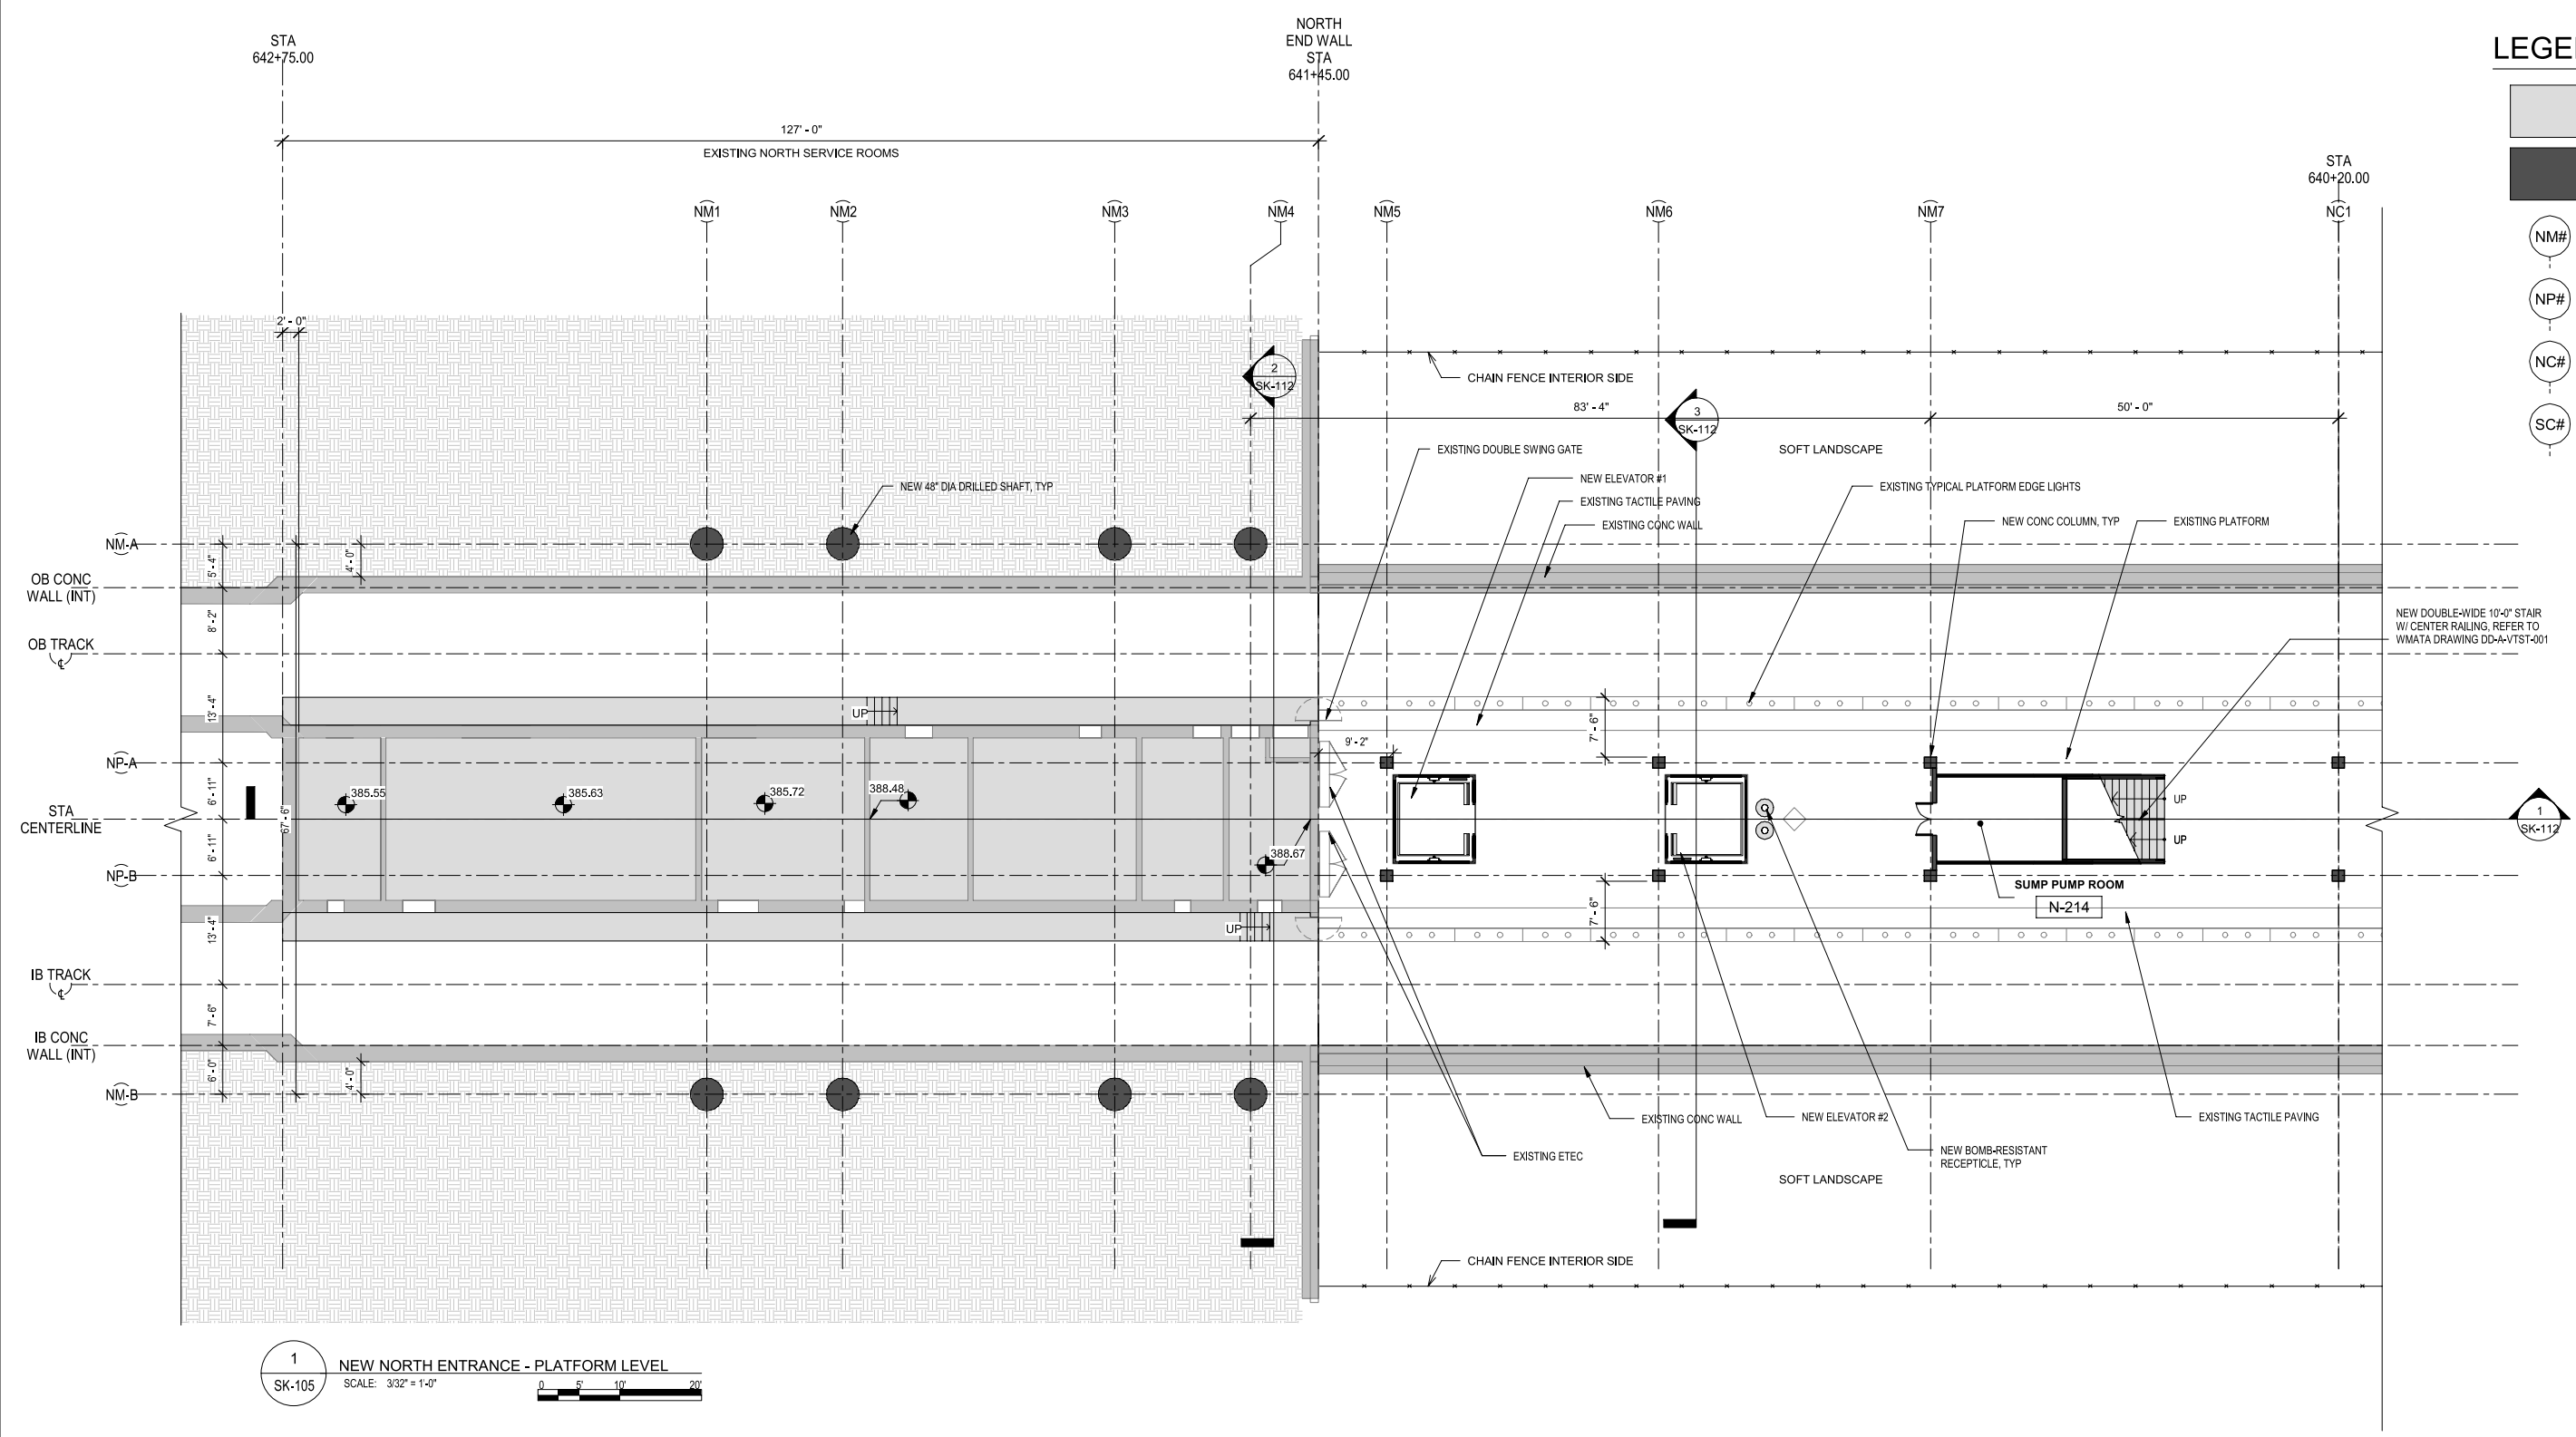 STA
642+75.00
NORTH
END WALL
STA
641+45.00
LEGE
127' - 0"
EXISTING NORTH SERVICE ROOMS
STA
640+20.00
NM1
NM2
NM3
NM4
NM5
NM6
NM7
NC1
NM#
NP#
NC#
SC#
2' - 0"
2
SK-112
CHAIN FENCE INTERIOR SIDE
83' - 4"
3
SK-112
50' - 0"
EXISTING DOUBLE SWING GATE
SOFT LANDSCAPE
NEW ELEVATOR #1
NEW 48" DIA DRILLED SHAFT, TYP
EXISTING TYPICAL PLATFORM EDGE LIGHTS
EXISTING TACTILE PAVING
EXISTING CONC WALL
NEW CONC COLUMN, TYP
EXISTING PLATFORM
NM-A
5' - 4"
4' - 0"
OB CONC
WALL (INT)
8' - 2"
NEW DOUBLE-WIDE 10'-0" STAIR
W/ CENTER RAILING, REFER TO
WMATA DRAWING DD-A-VTST-001
OB TRACK
13' - 4"
UP
7' - 6"
9' - 2"
NP-A
6' - 11"
385.55
385.63
385.72
388.48
UP
STA
CENTERLINE
67' - 6"
1
SK-112
UP
6' - 11"
388.67
NP-B
SUMP PUMP ROOM
N-214
7' - 6"
13' - 4"
UP
IB TRACK
7' - 6"
IB CONC
WALL (INT)
6' - 0"
4' - 0"
NM-B
EXISTING CONC WALL
NEW ELEVATOR #2
EXISTING TACTILE PAVING
EXISTING ETEC
NEW BOMB-RESISTANT
RECEPTICLE, TYP
SOFT LANDSCAPE
CHAIN FENCE INTERIOR SIDE
1
SK-105
NEW NORTH ENTRANCE - PLATFORM LEVEL
SCALE: 3/32" = 1'-0"
0 5' 10' 20'